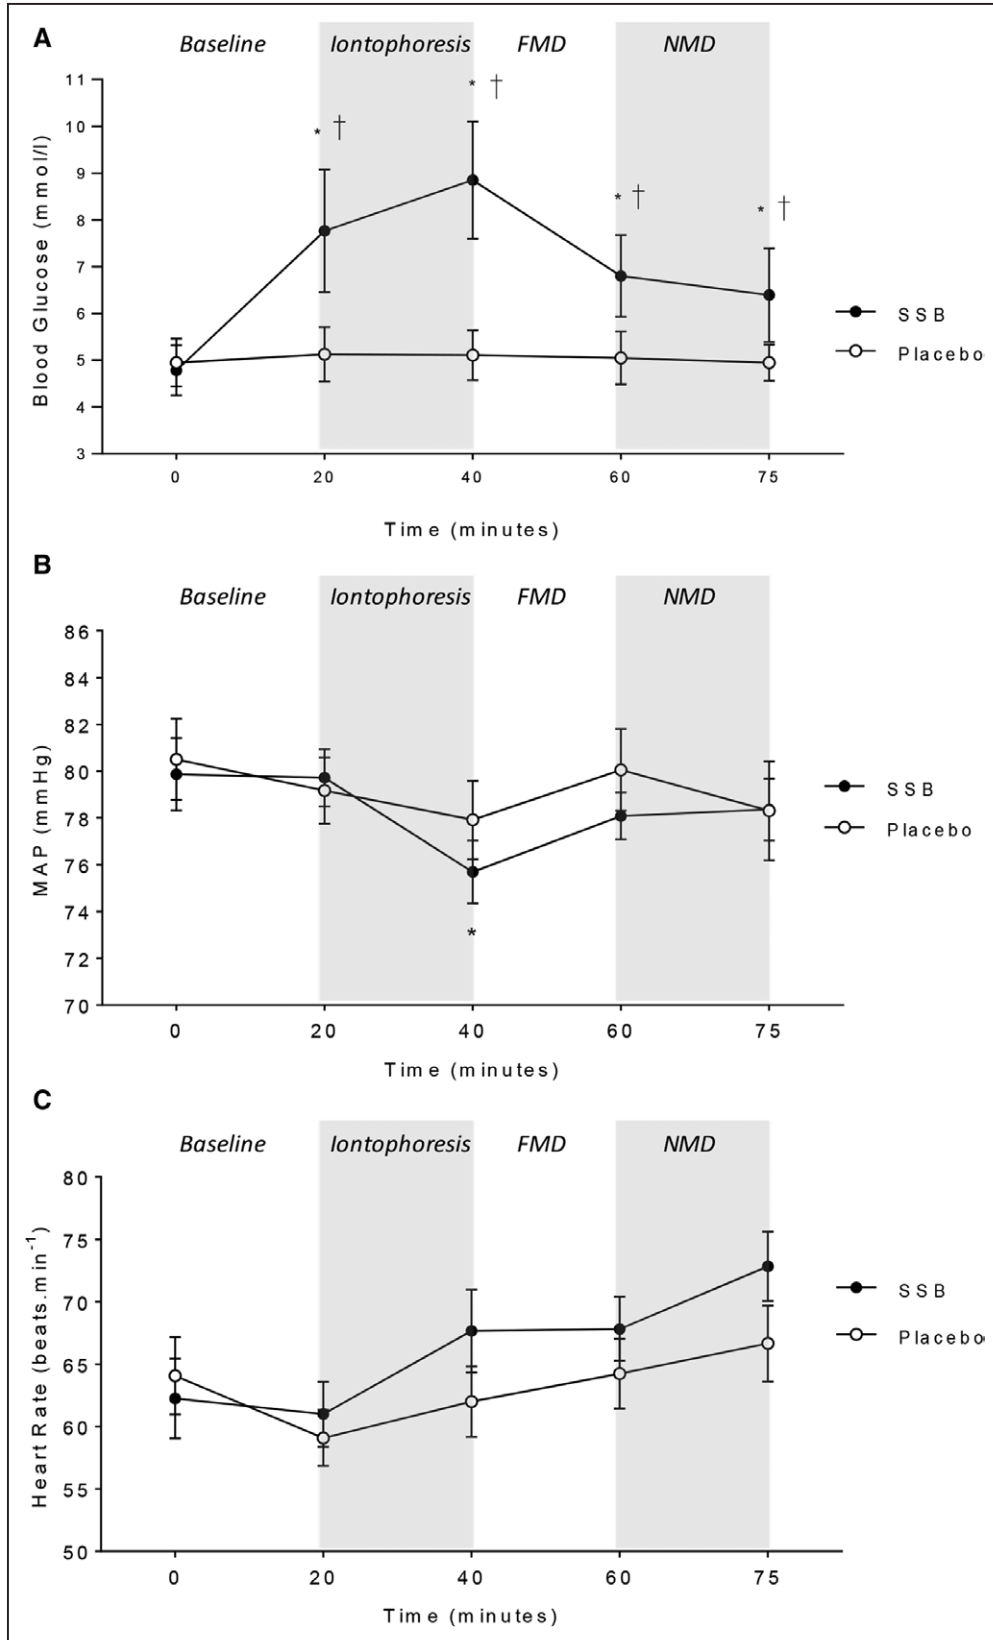 A
Baseline Iontophoresis FMD NMD
* † * † * † * †
11
10
9
8
7
6
5
4
3
Blood Glucose (mmol/l)
SSB
Placebo
0 20 40 60 75
Time (minutes)
B
Baseline Iontophoresis FMD NMD
86
84
82
80
78
76
74
72
70
MAP (mmHg)
SSB
Placebo
*
0 20 40 60 75
Time (minutes)
C
Baseline Iontophoresis FMD NMD
80
75
70
65
60
55
50
Heart Rate (beats.min⁻¹)
SSB
Placebo
0 20 40 60 75
Time (minutes)